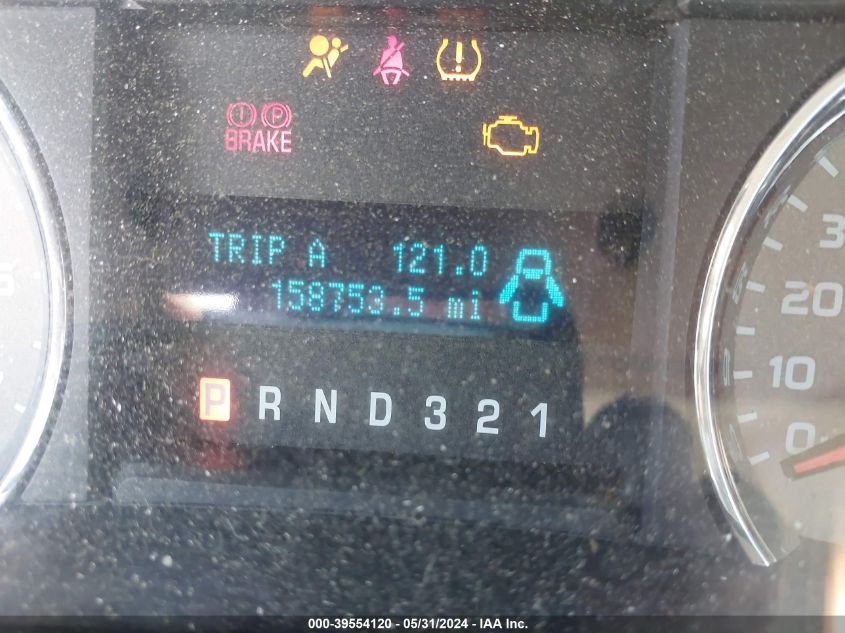 ! P
BRAKE
TRIP A 121.0
158753.5 mi
P R N D 3 2 1
20
10
0
000-39554120 - 05/31/2024 - IAA Inc.